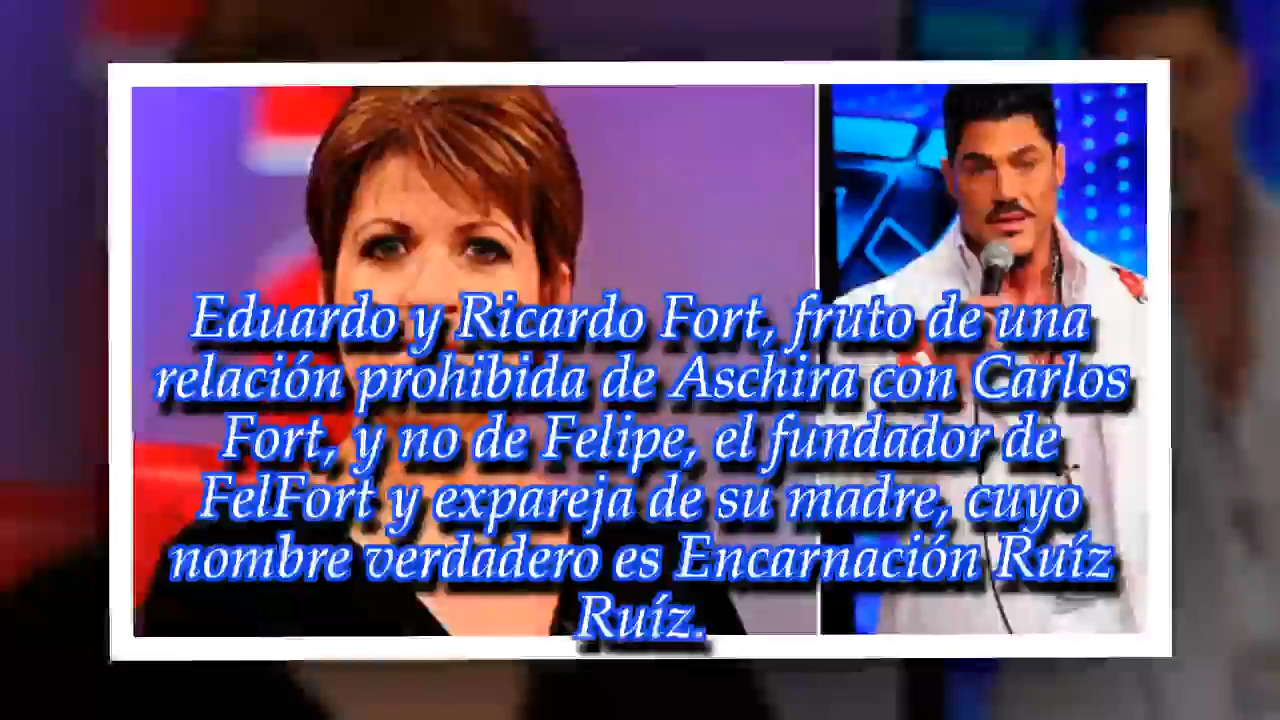 Eduardo y Ricardo Fort, fruto de una
relación prohibida de Aschira con Carlos
Fort, y no de Felipe, el fundador de
FelFort y expareja de su madre, cuyo
nombre verdadero es Encarnación Ruíz
Ruíz.